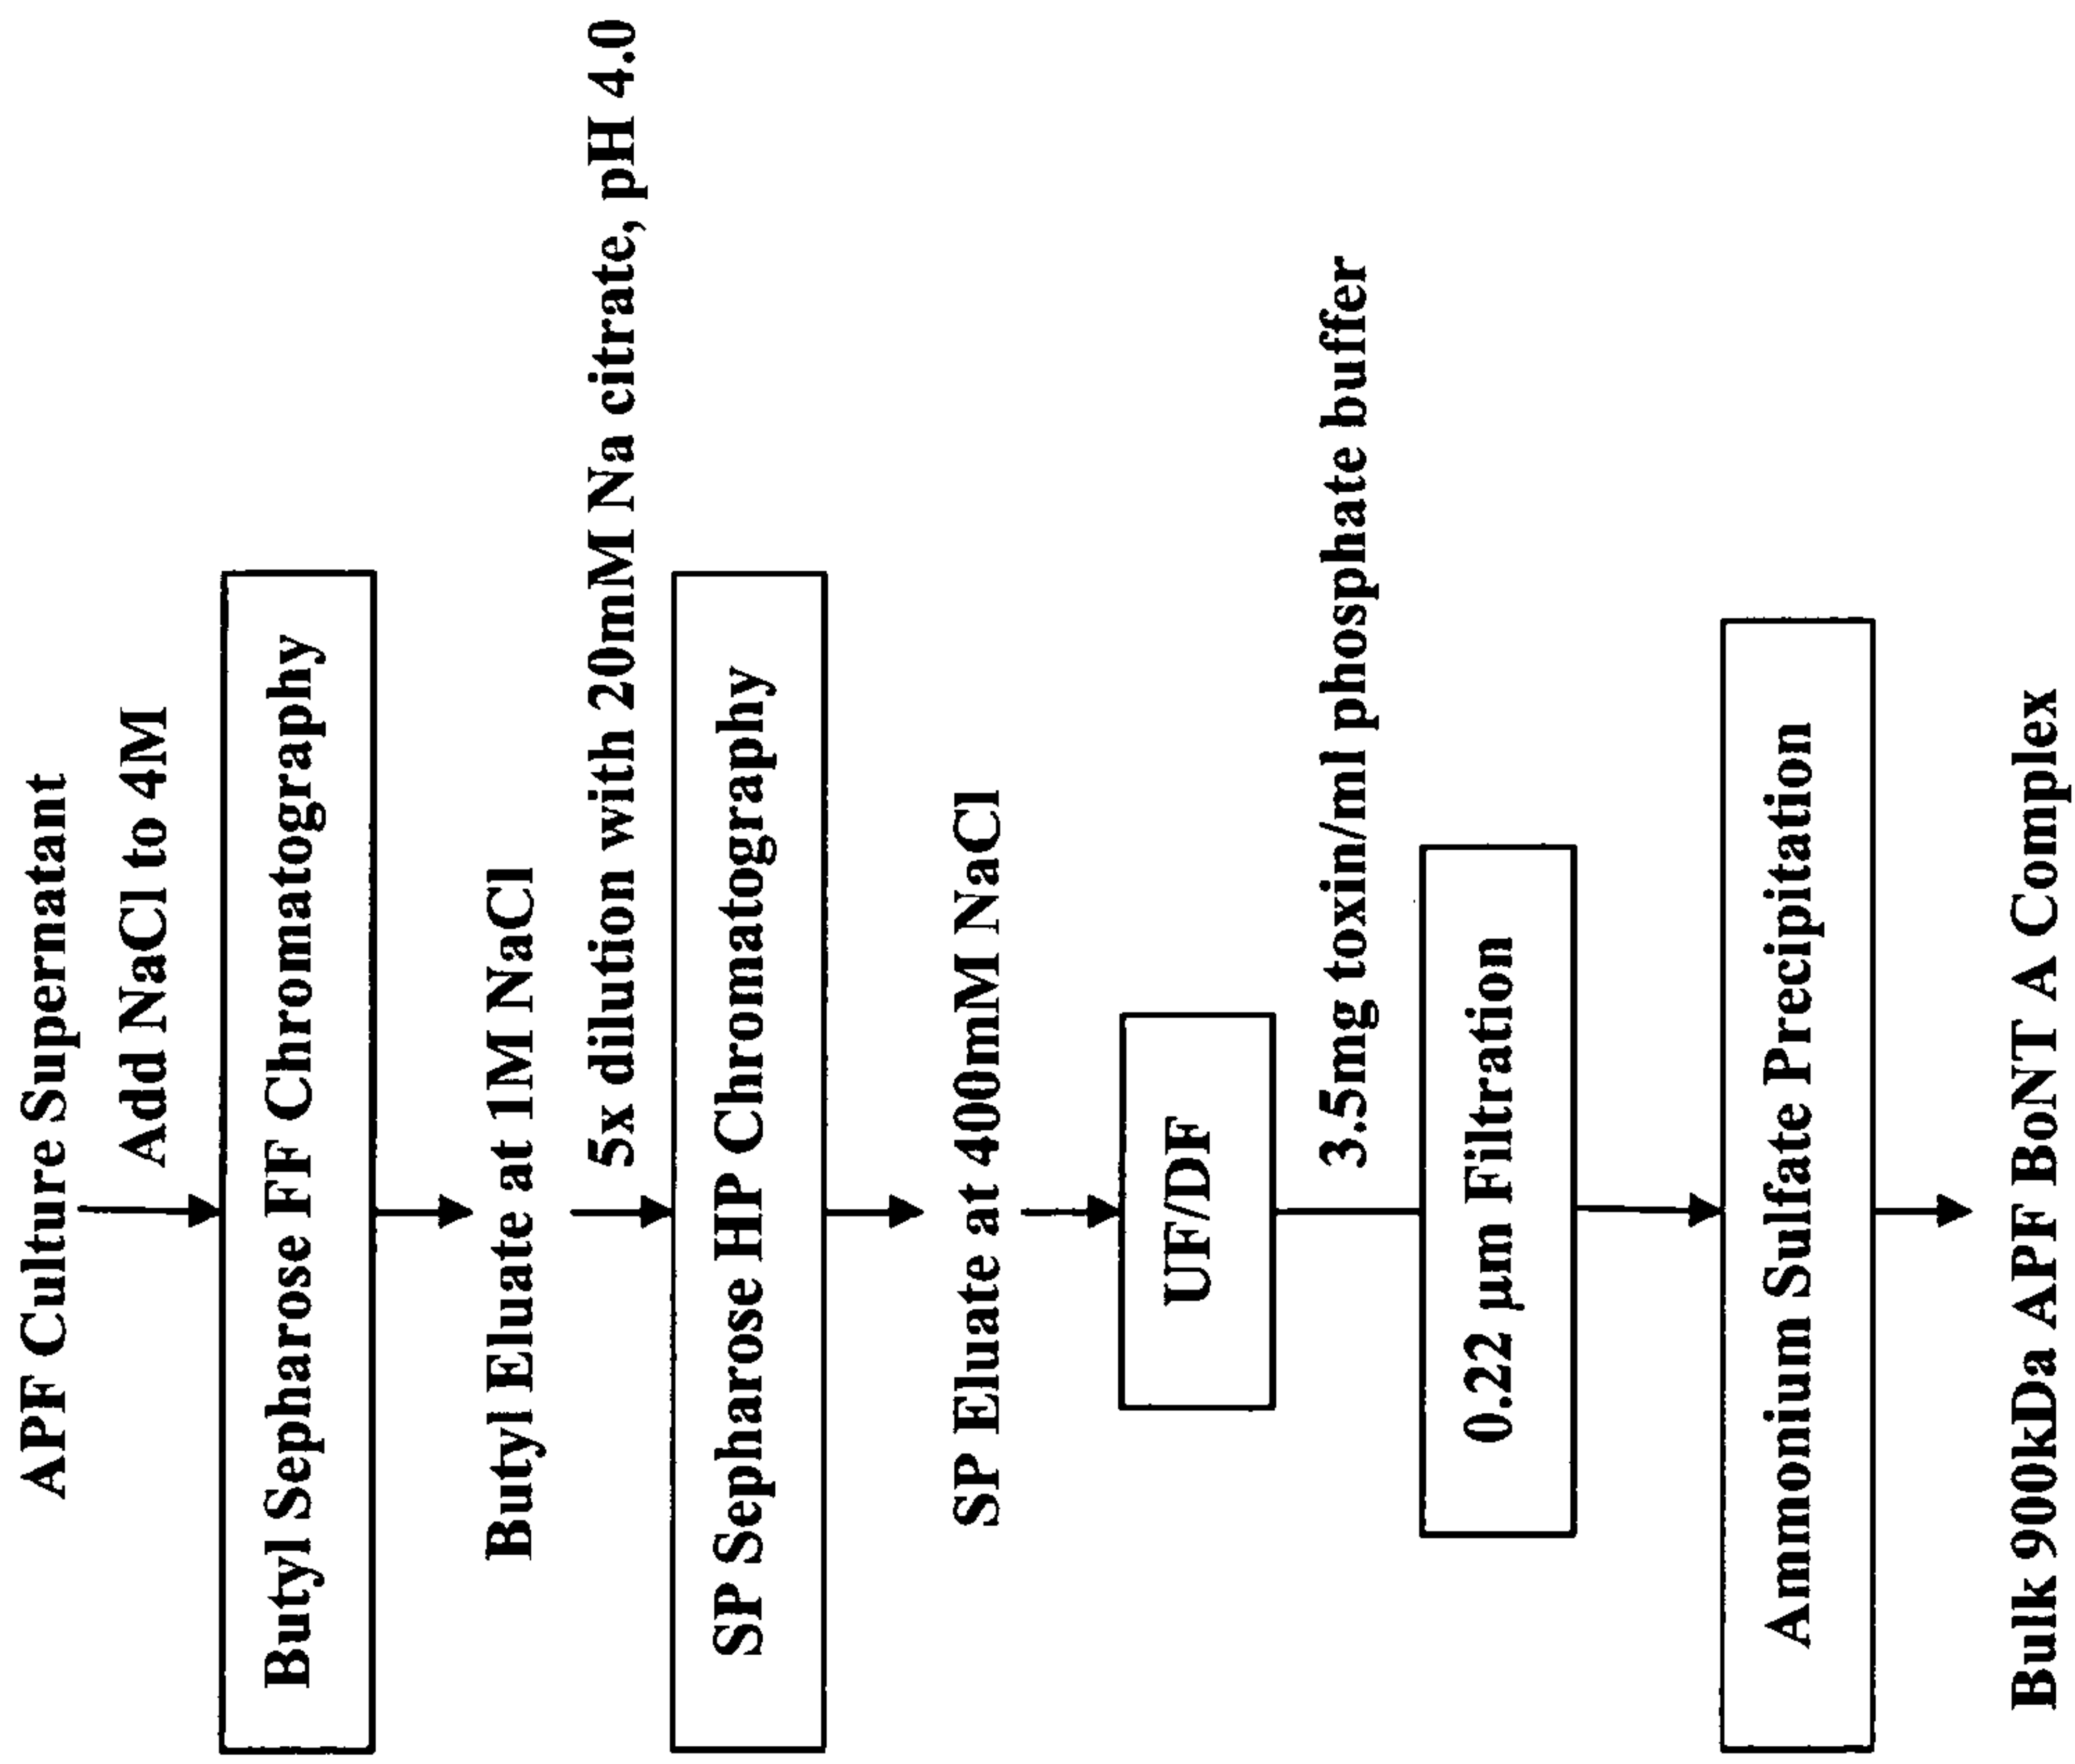 APF Culture Supernatant
Add NaCl to 4M
Butyl Sepharose FF Chromatography
Butyl Eluate at 1M NaCl
5x dilution with 20mM Na citrate, pH 4.0
SP Sepharose HP Chromatography
SP Eluate at 400mM NaCl
UF/DF
3.5mg toxin/ml phosphate buffer
0.22 µm Filtration
Ammonium Sulfate Precipitation
Bulk 900kDa APF BoNT A Complex